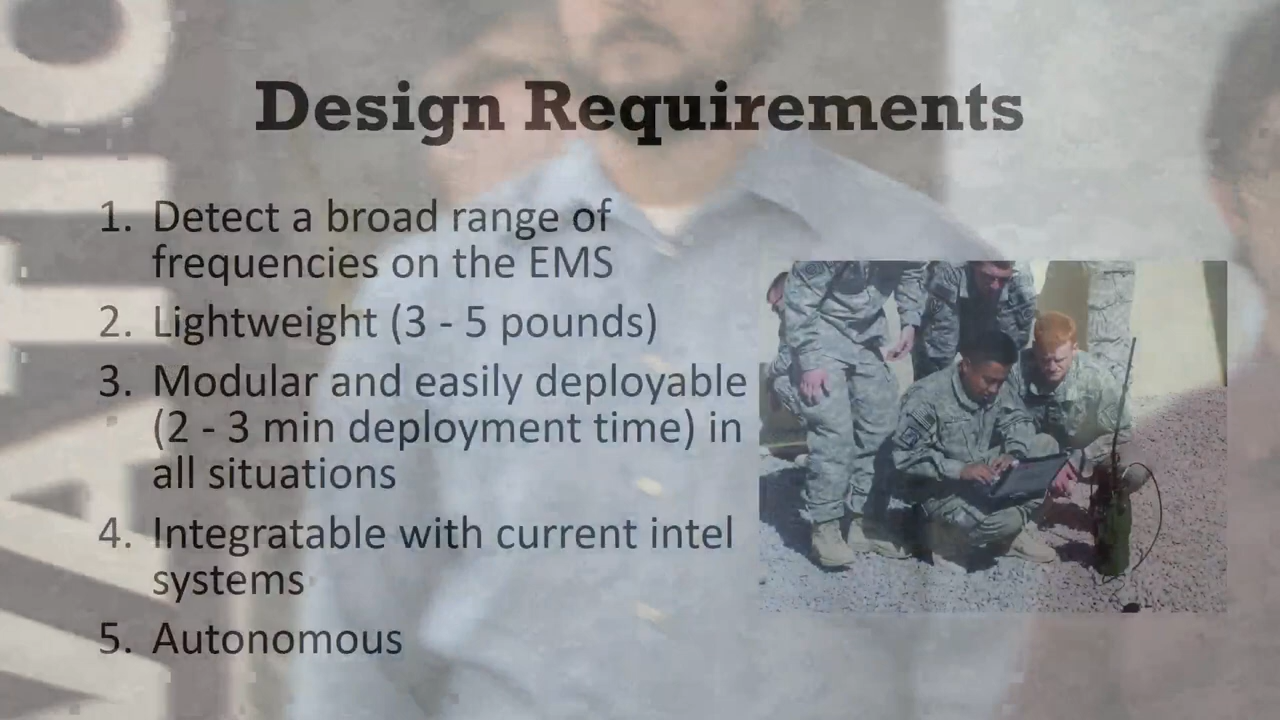 Design Requirements
1. Detect a broad range of
frequencies on the EMS
2. Lightweight (3 - 5 pounds)
3. Modular and easily deployable
(2 - 3 min deployment time) in
all situations
4. Integratable with current intel
systems
5. Autonomous